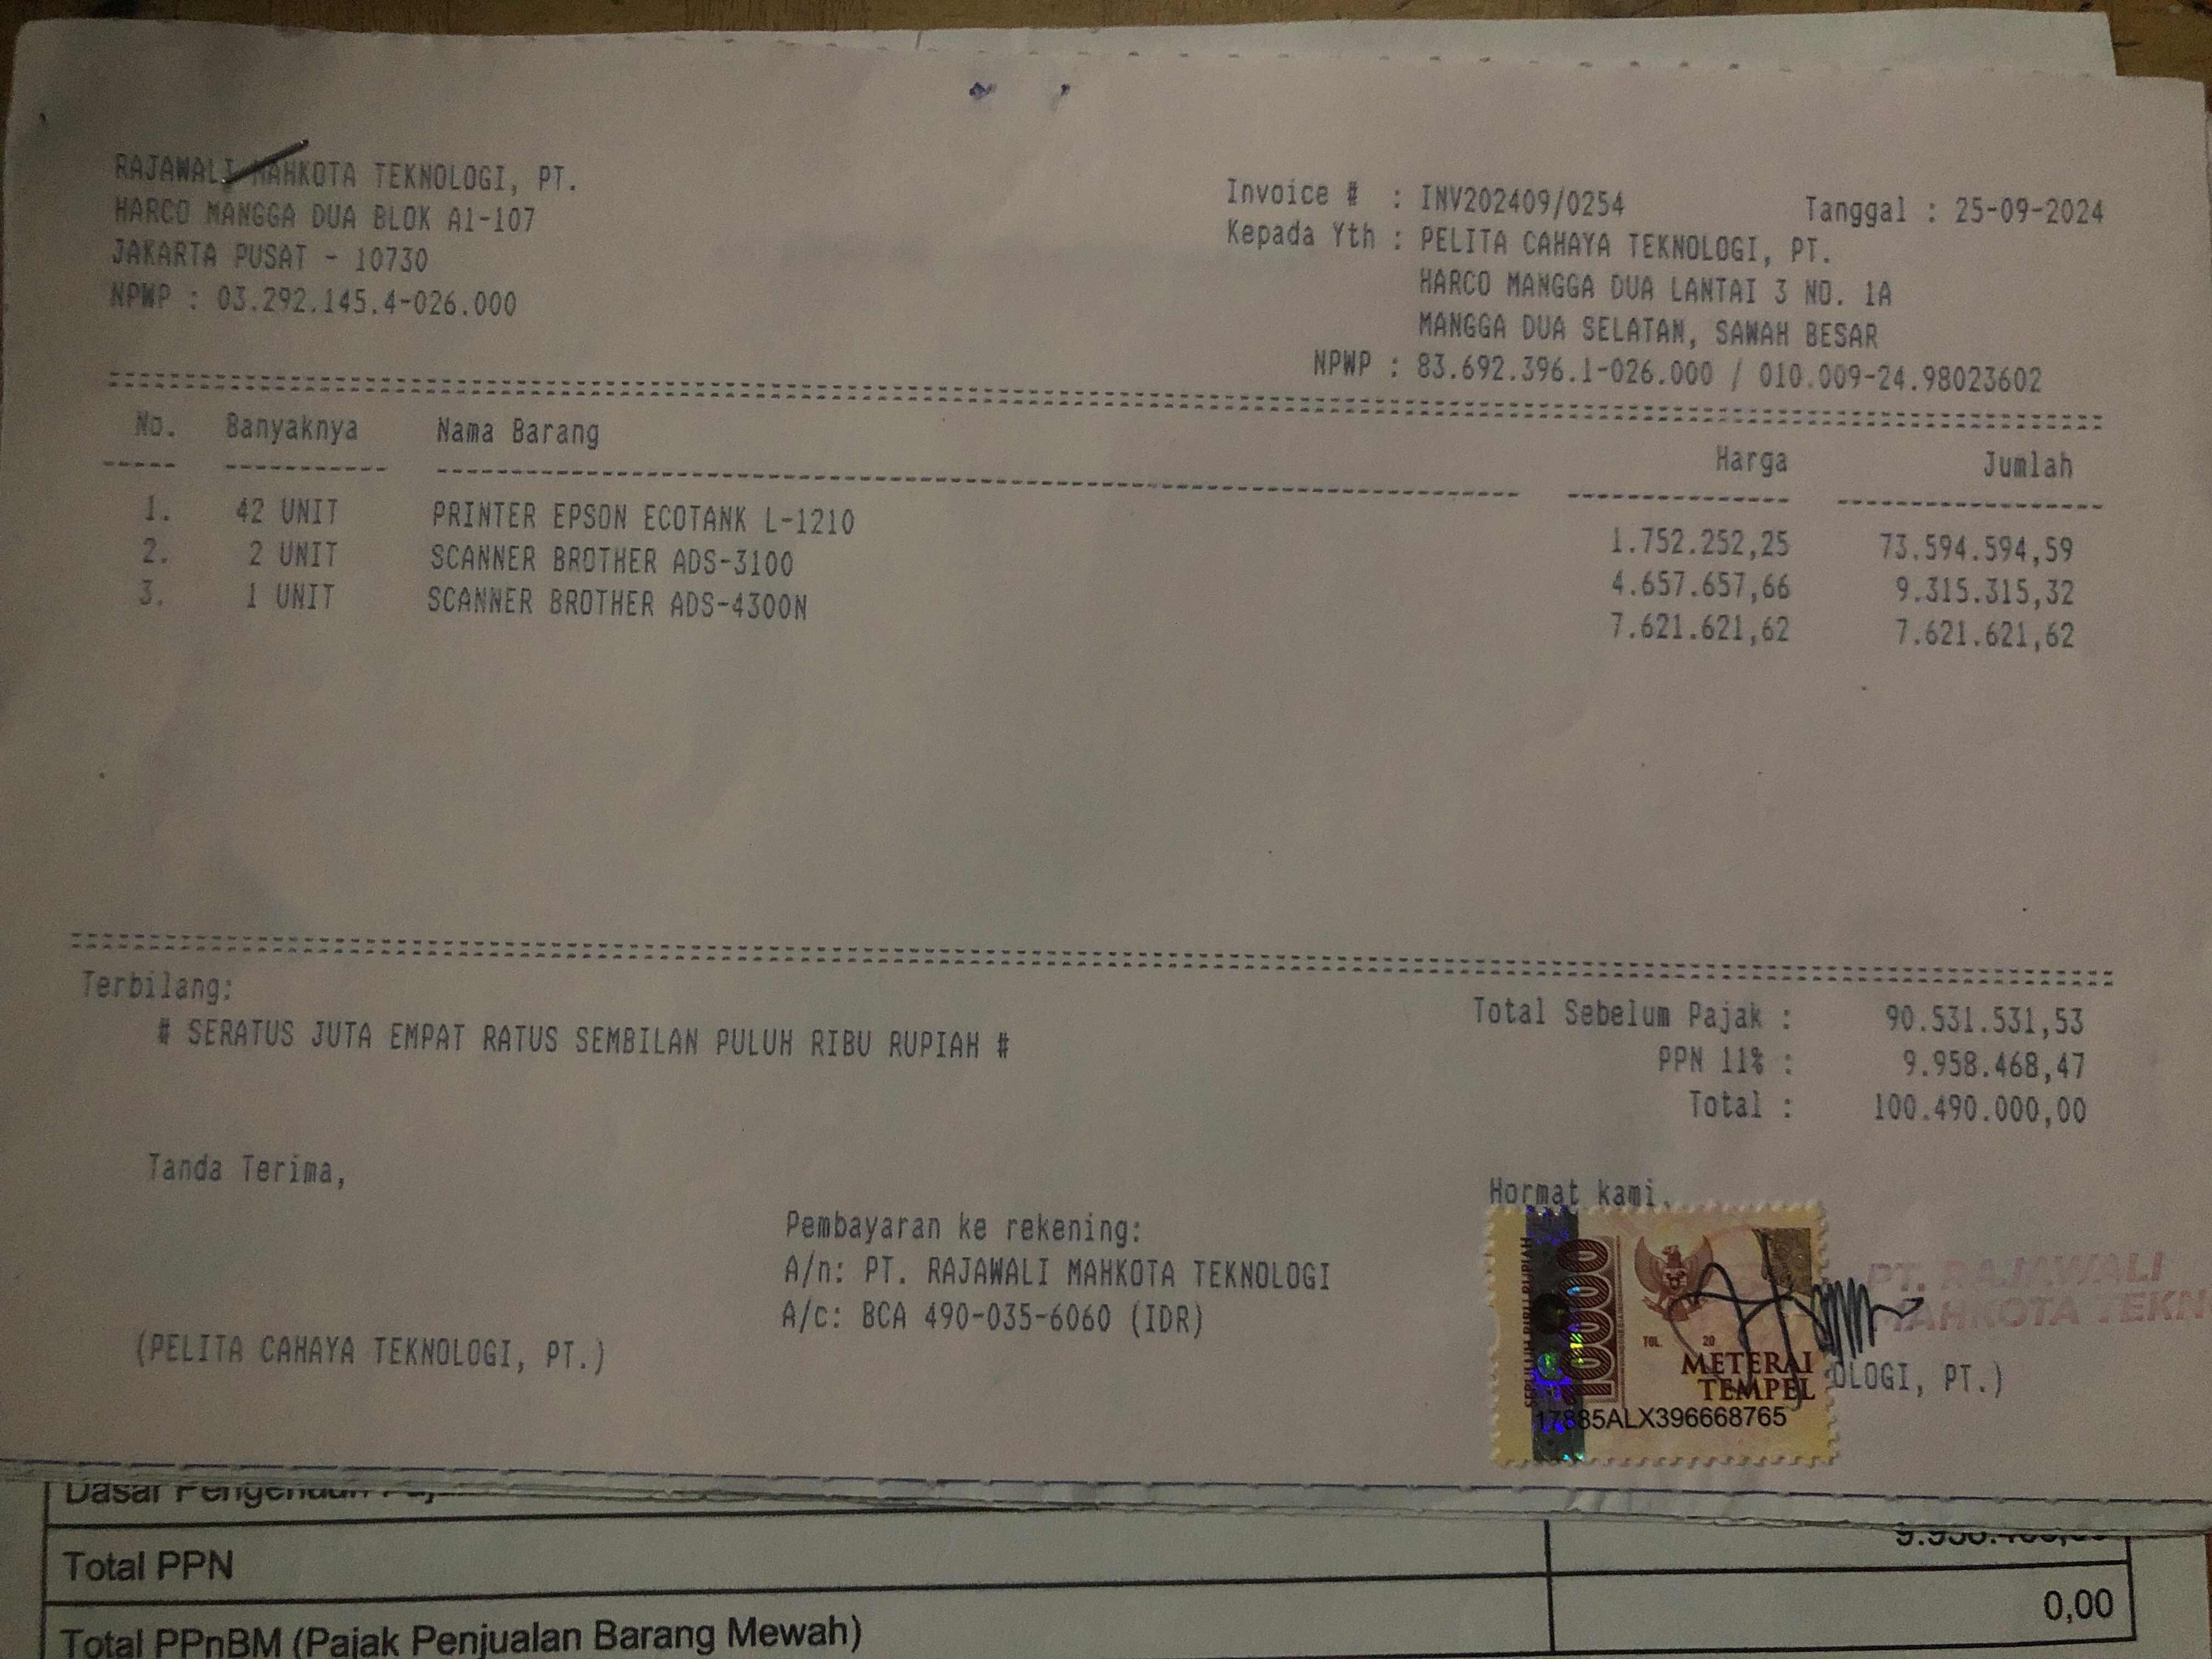 RAJAWALI MAHKOTA TEKNOLOGI, PT.
HARCO MANGGA DUA BLOK A1-107
JAKARTA PUSAT - 10730
NPWP : 03.292.145.4-026.000
Invoice # : INV202409/0254 Tanggal : 25-09-2024
Kepada Yth : PELITA CAHAYA TEKNOLOGI, PT.
HARCO MANGGA DUA LANTAI 3 NO. 1A
MANGGA DUA SELATAN, SAWAH BESAR
NPWP : 83.692.396.1-026.000 / 010.009-24.98023602
No. Banyaknya Nama Barang Harga Jumlah
1. 42 UNIT PRINTER EPSON ECOTANK L-1210 1.752.252,25 73.594.594,59
2. 2 UNIT SCANNER BROTHER ADS-3100 4.657.657,66 9.315.315,32
3. 1 UNIT SCANNER BROTHER ADS-4300N 7.621.621,62 7.621.621,62
Terbilang:
# SERATUS JUTA EMPAT RATUS SEMBILAN PULUH RIBU RUPIAH #
Total Sebelum Pajak : 90.531.531,53
PPN 11% : 9.958.468,47
Total : 100.490.000,00
Tanda Terima,
(PELITA CAHAYA TEKNOLOGI, PT.)
Pembayaran ke rekening:
A/n: PT. RAJAWALI MAHKOTA TEKNOLOGI
A/c: BCA 490-035-6060 (IDR)
Hormat kami,
10000
TGL. 20
METERAI
TEMPEL
17885ALX396668765
PT. RAJAWALI
MAHKOTA TEKN
OLOGI, PT.)
Total PPN
0,00
Total PPnBM (Pajak Penjualan Barang Mewah)